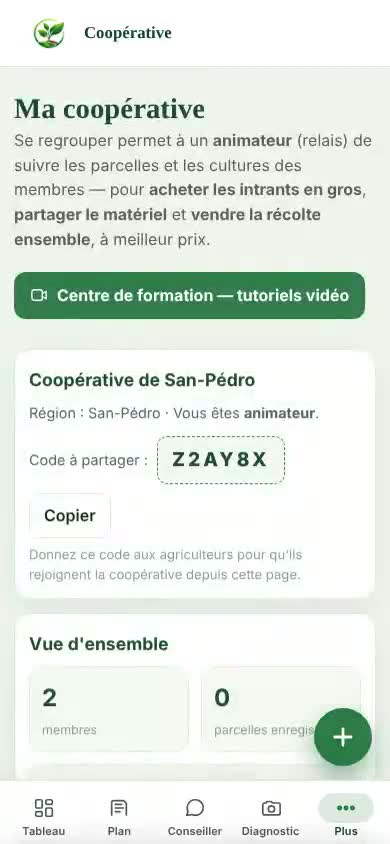 Coopérative
Ma coopérative
Se regrouper permet à un animateur (relais) de
suivre les parcelles et les cultures des
membres — pour acheter les intrants en gros,
partager le matériel et vendre la récolte
ensemble, à meilleur prix.
Centre de formation — tutoriels vidéo
Coopérative de San-Pédro
Région : San-Pédro · Vous êtes animateur.
Code à partager : Z2AY8X
Copier
Donnez ce code aux agriculteurs pour qu'ils
rejoignent la coopérative depuis cette page.
Vue d'ensemble
2 0
membres parcelles enregis
Tableau Plan Conseiller Diagnostic Plus